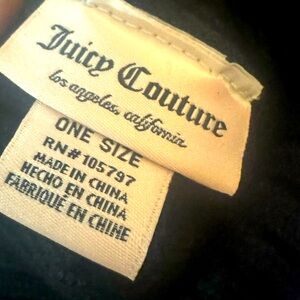 Juicy Couture
los angeles, california
ONE SIZE
RN# 105797
MADE IN CHINA
HECHO EN CHINA
FABRIQUÉ EN CHINE